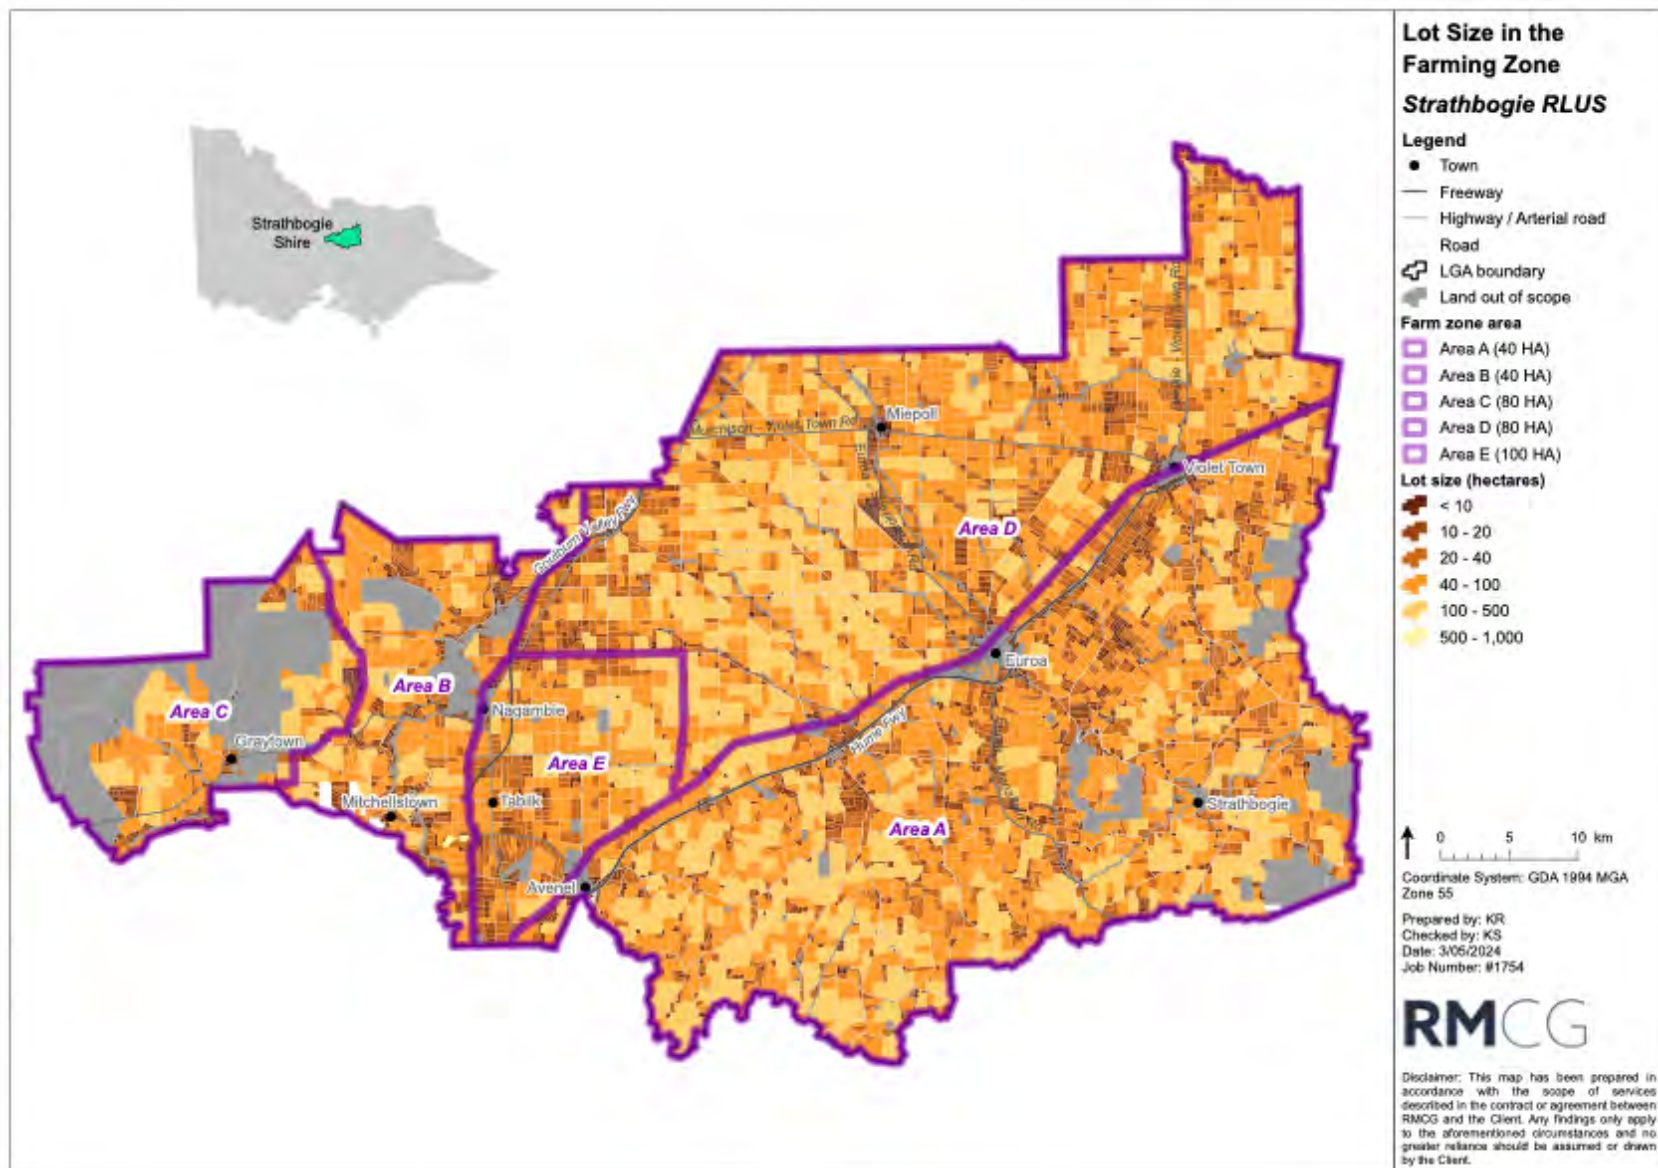 Lot Size in the
Farming Zone
Strathbogie RLUS
Legend
Town
Freeway
Highway / Arterial road
Road
LGA boundary
Land out of scope
Farm zone area
Area A (40 HA)
Area B (40 HA)
Area C (80 HA)
Area D (80 HA)
Area E (100 HA)
Lot size (hectares)
< 10
10 - 20
20 - 40
40 - 100
100 - 500
500 - 1,000
0 5 10 km
Coordinate System: GDA 1994 MGA
Zone 55
Prepared by: KR
Checked by: KS
Date: 3/05/2024
Job Number: #1754
RMCG
Disclaimer: This map has been prepared in
accordance with the scope of services
described in the contract or agreement between
RMCG and the Client. Any findings only apply
to the aforementioned circumstances and no
greater reliance should be assumed or drawn
by the Client.
Strathbogie
Shire
Miepoll
Murchison - Violet Town Rd
Violet Town
Area D
Goulburn Valley Fwy
Euroa
Area B
Area C
Nagambie
Graytown
Hume Fwy
Area E
Mitchellstown
Tabilk
Strathbogie
Area A
Avenel